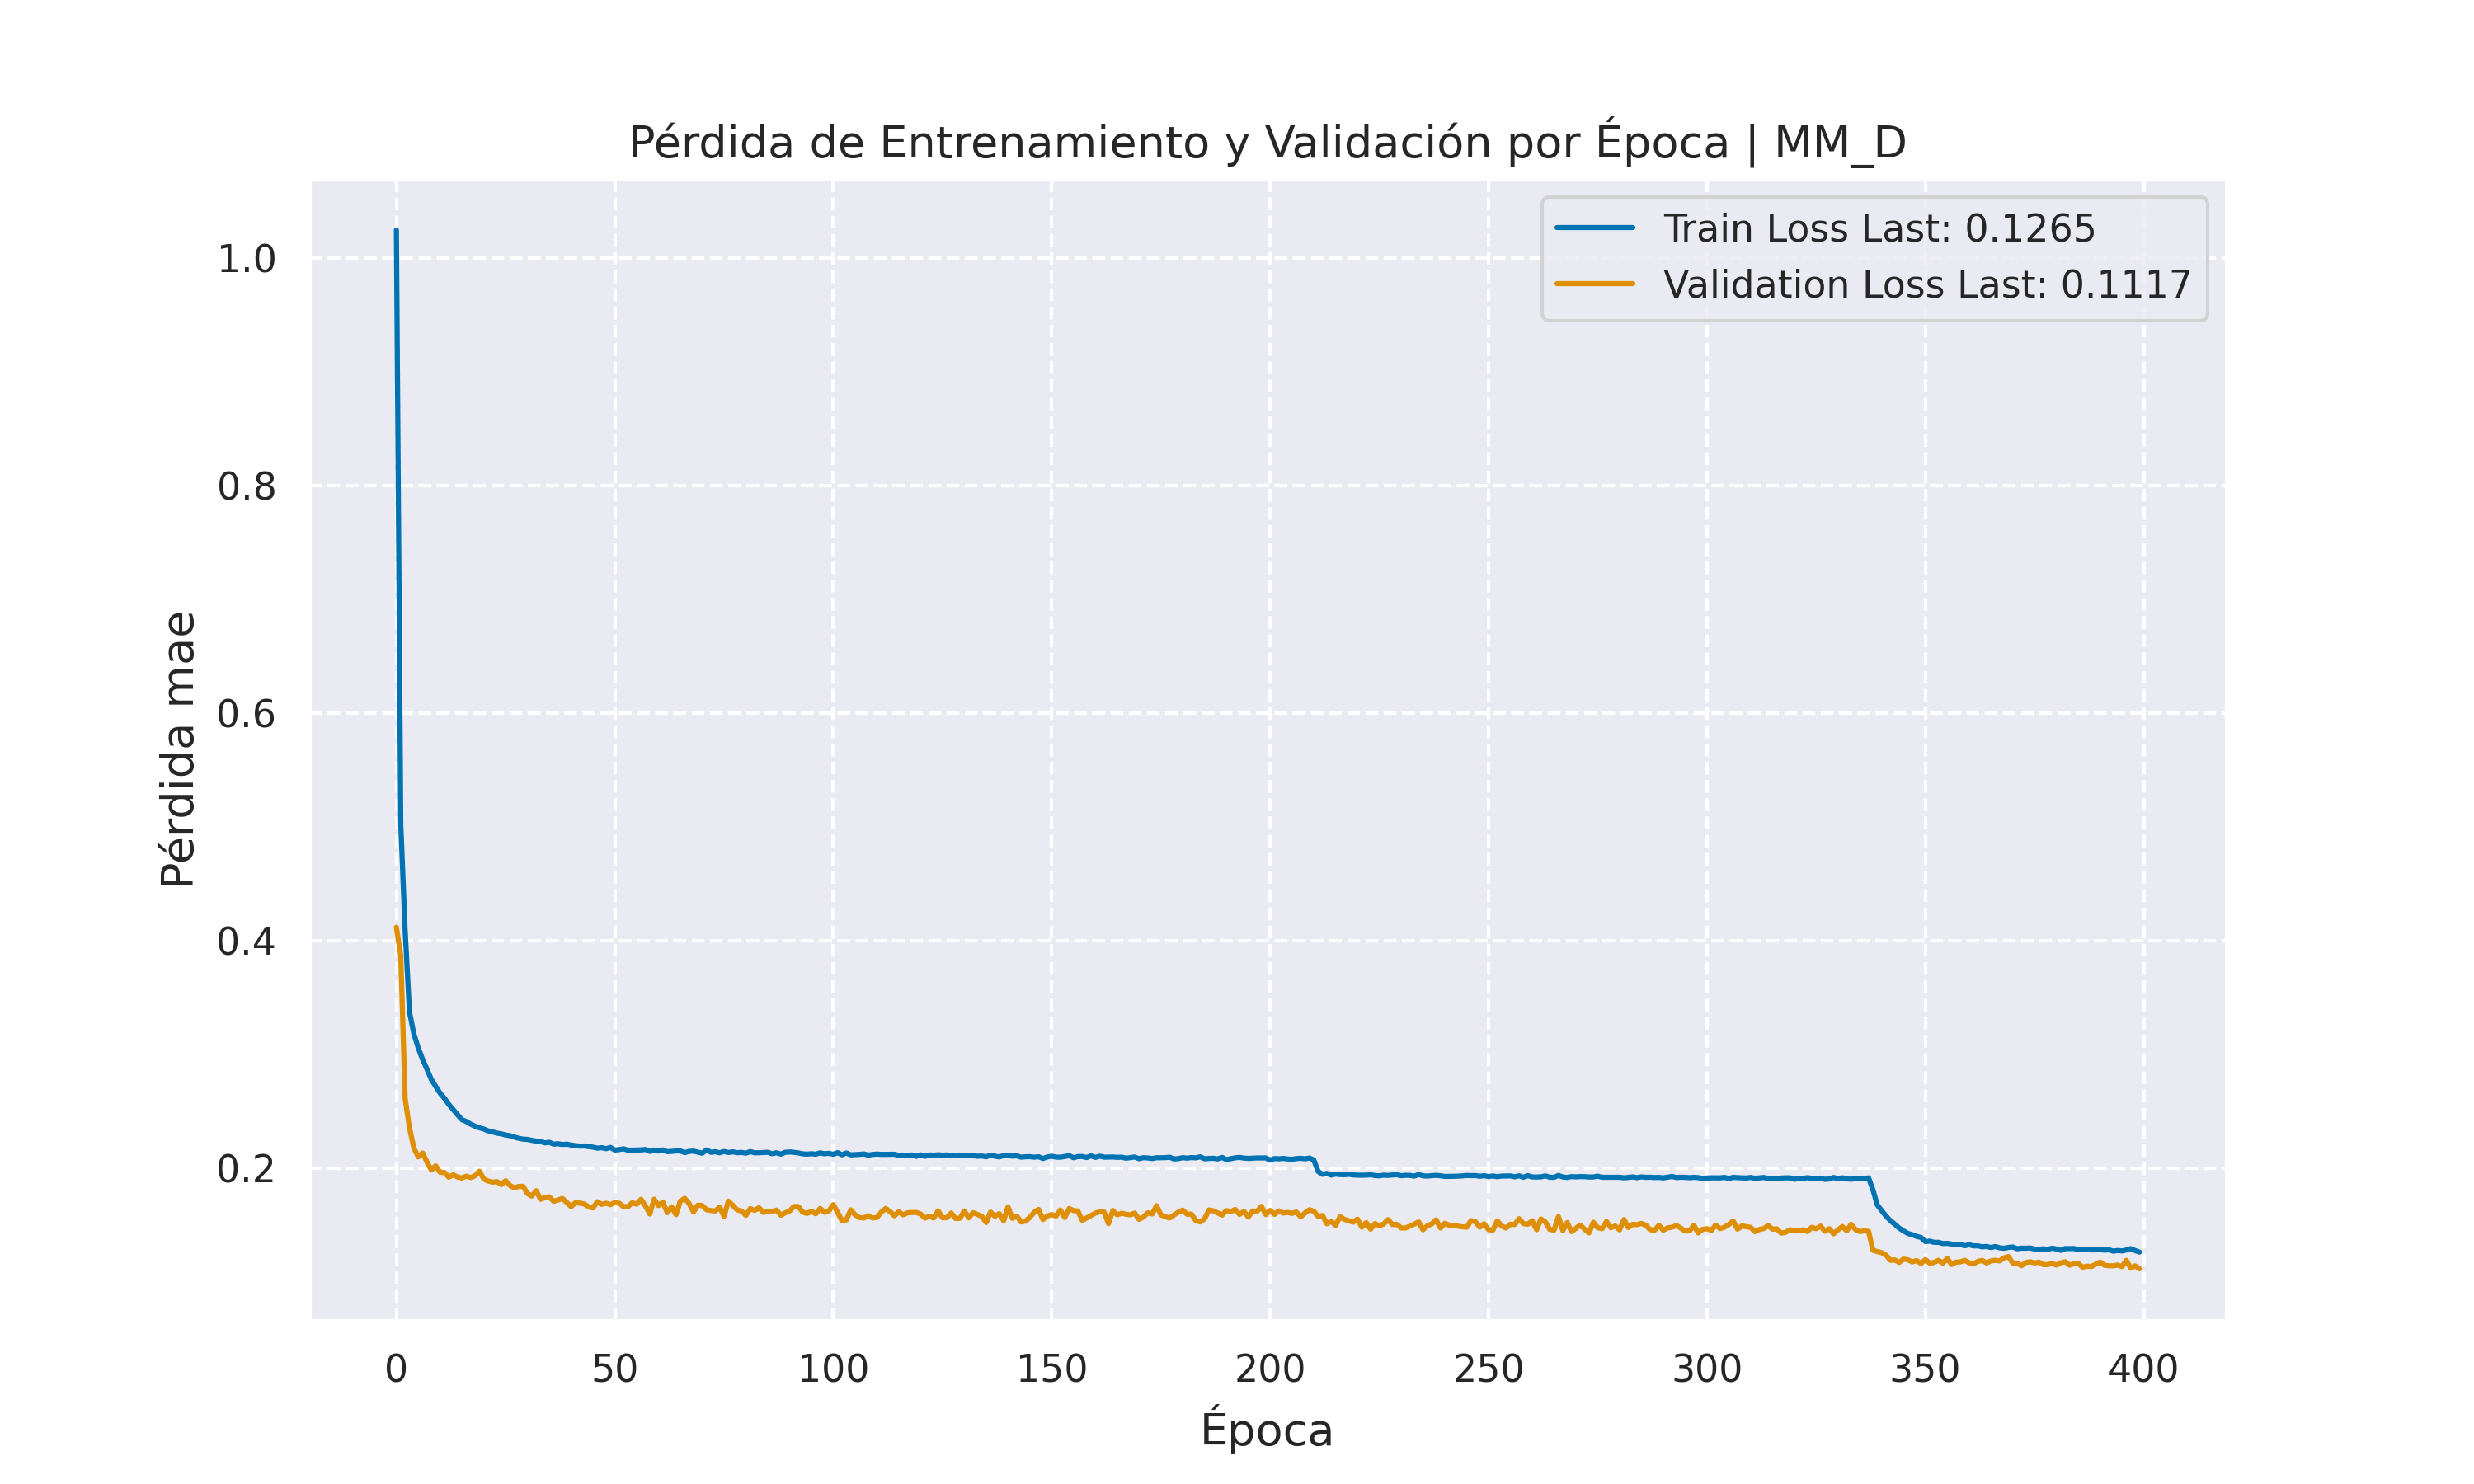 Pérdida de Entrenamiento y Validación por Época | MM_D
Train Loss Last: 0.1265
Validation Loss Last: 0.1117
Pérdida mae
1.0
0.8
0.6
0.4
0.2
0 50 100 150 200 250 300 350 400
Época